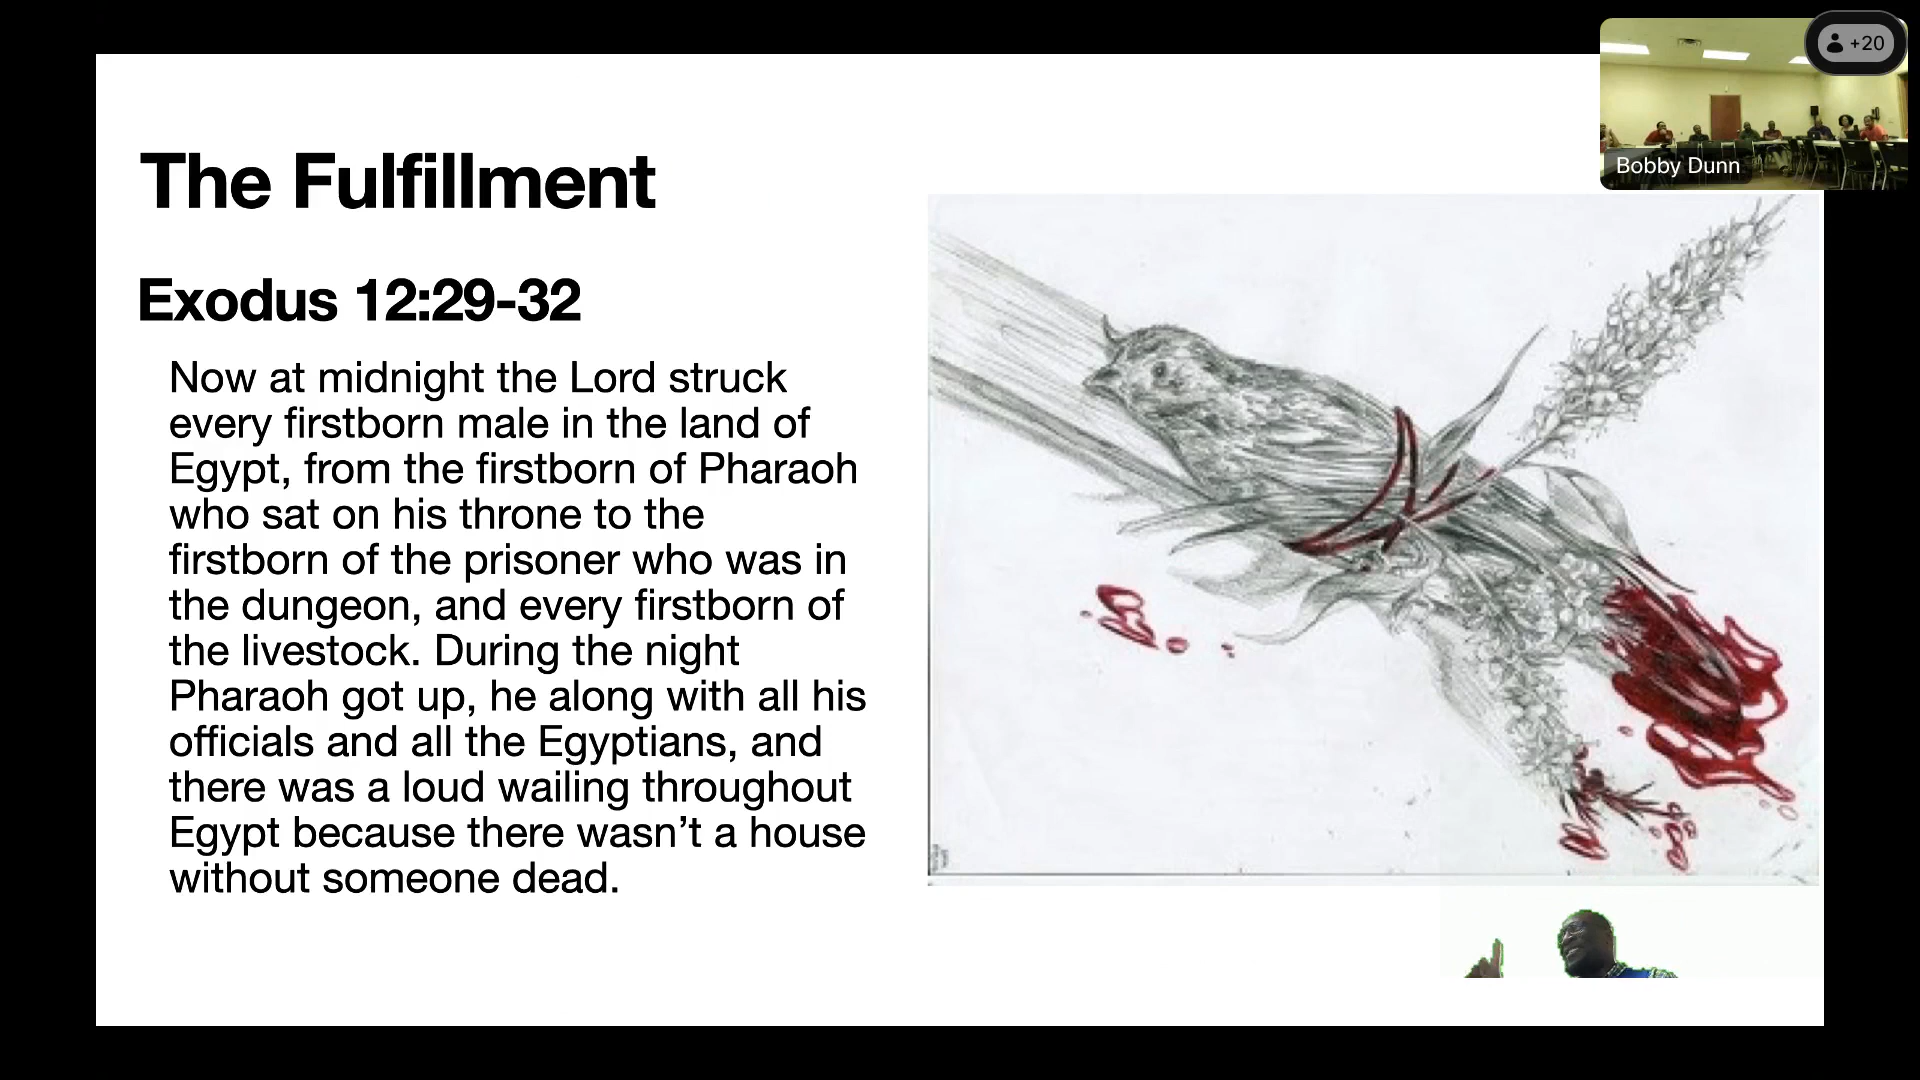 +20
Bobby Dunn
The Fulfillment
Exodus 12:29-32
Now at midnight the Lord struck
every firstborn male in the land of
Egypt, from the firstborn of Pharaoh
who sat on his throne to the
firstborn of the prisoner who was in
the dungeon, and every firstborn of
the livestock. During the night
Pharaoh got up, he along with all his
officials and all the Egyptians, and
there was a loud wailing throughout
Egypt because there wasn’t a house
without someone dead.